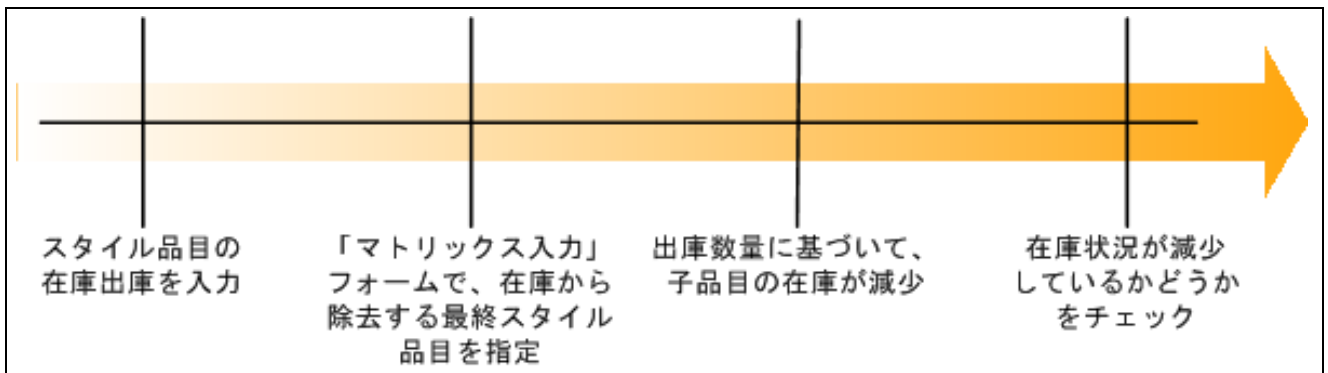 スタイル品目の
在庫出庫を入力
「マトリックス入力」
フォームで、在庫から
除去する最終スタイル
品目を指定
出庫数量に基づいて、
子品目の在庫が減少
在庫状況が減少
しているかどうか
をチェック